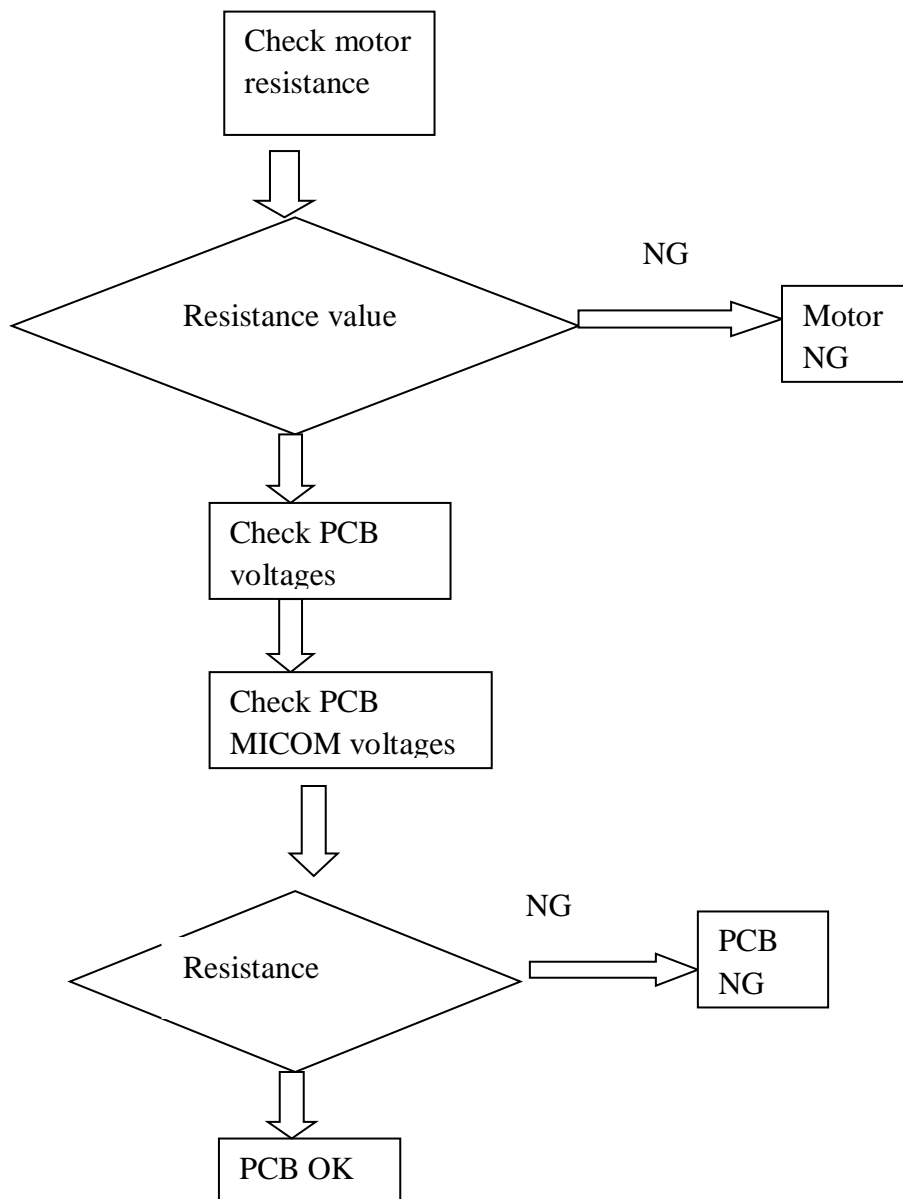 Check motor
resistance
NG
Resistance value
Motor
NG
Check PCB
voltages
Check PCB
MICOM voltages
NG
Resistance
PCB
NG
PCB OK